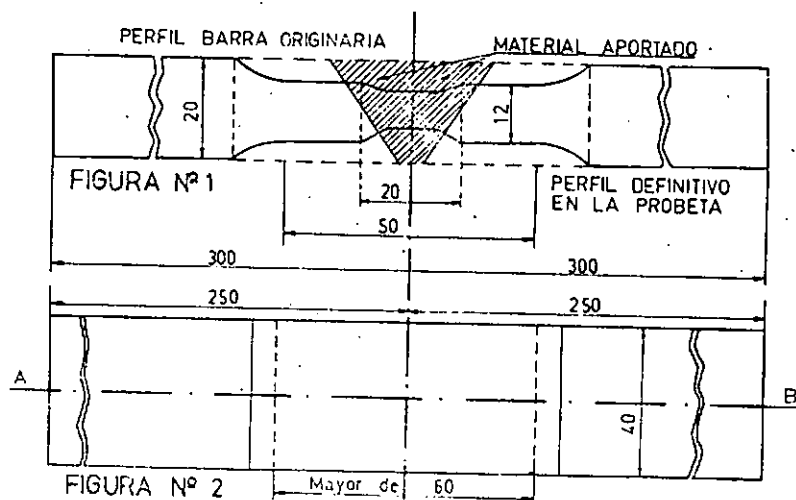 PERFIL BARRA ORIGINARIA
MATERIAL APORTADO
20
12
FIGURA Nº 1
20
PERFIL DEFINITIVO
EN LA PROBETA
50
300
300
250
250
A
B
40
FIGURA Nº 2
Mayor de 60